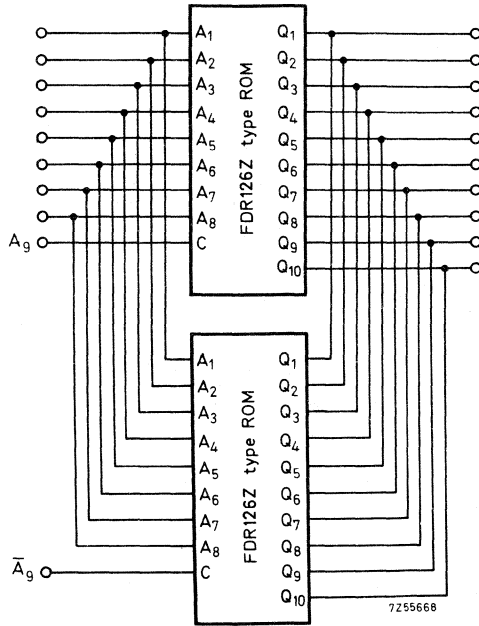 A1 Q1
A2 Q2
A3 Q3
A4 Q4
A5 Q5
A6 Q6
A7 Q7
A8 Q8
A9 C Q9
Q10
FDR126Z type ROM
A1 Q1
A2 Q2
A3 Q3
A4 Q4
A5 Q5
A6 Q6
A7 Q7
A8 Q8
A̅9 C Q9
Q10
FDR126Z type ROM
7Z55668